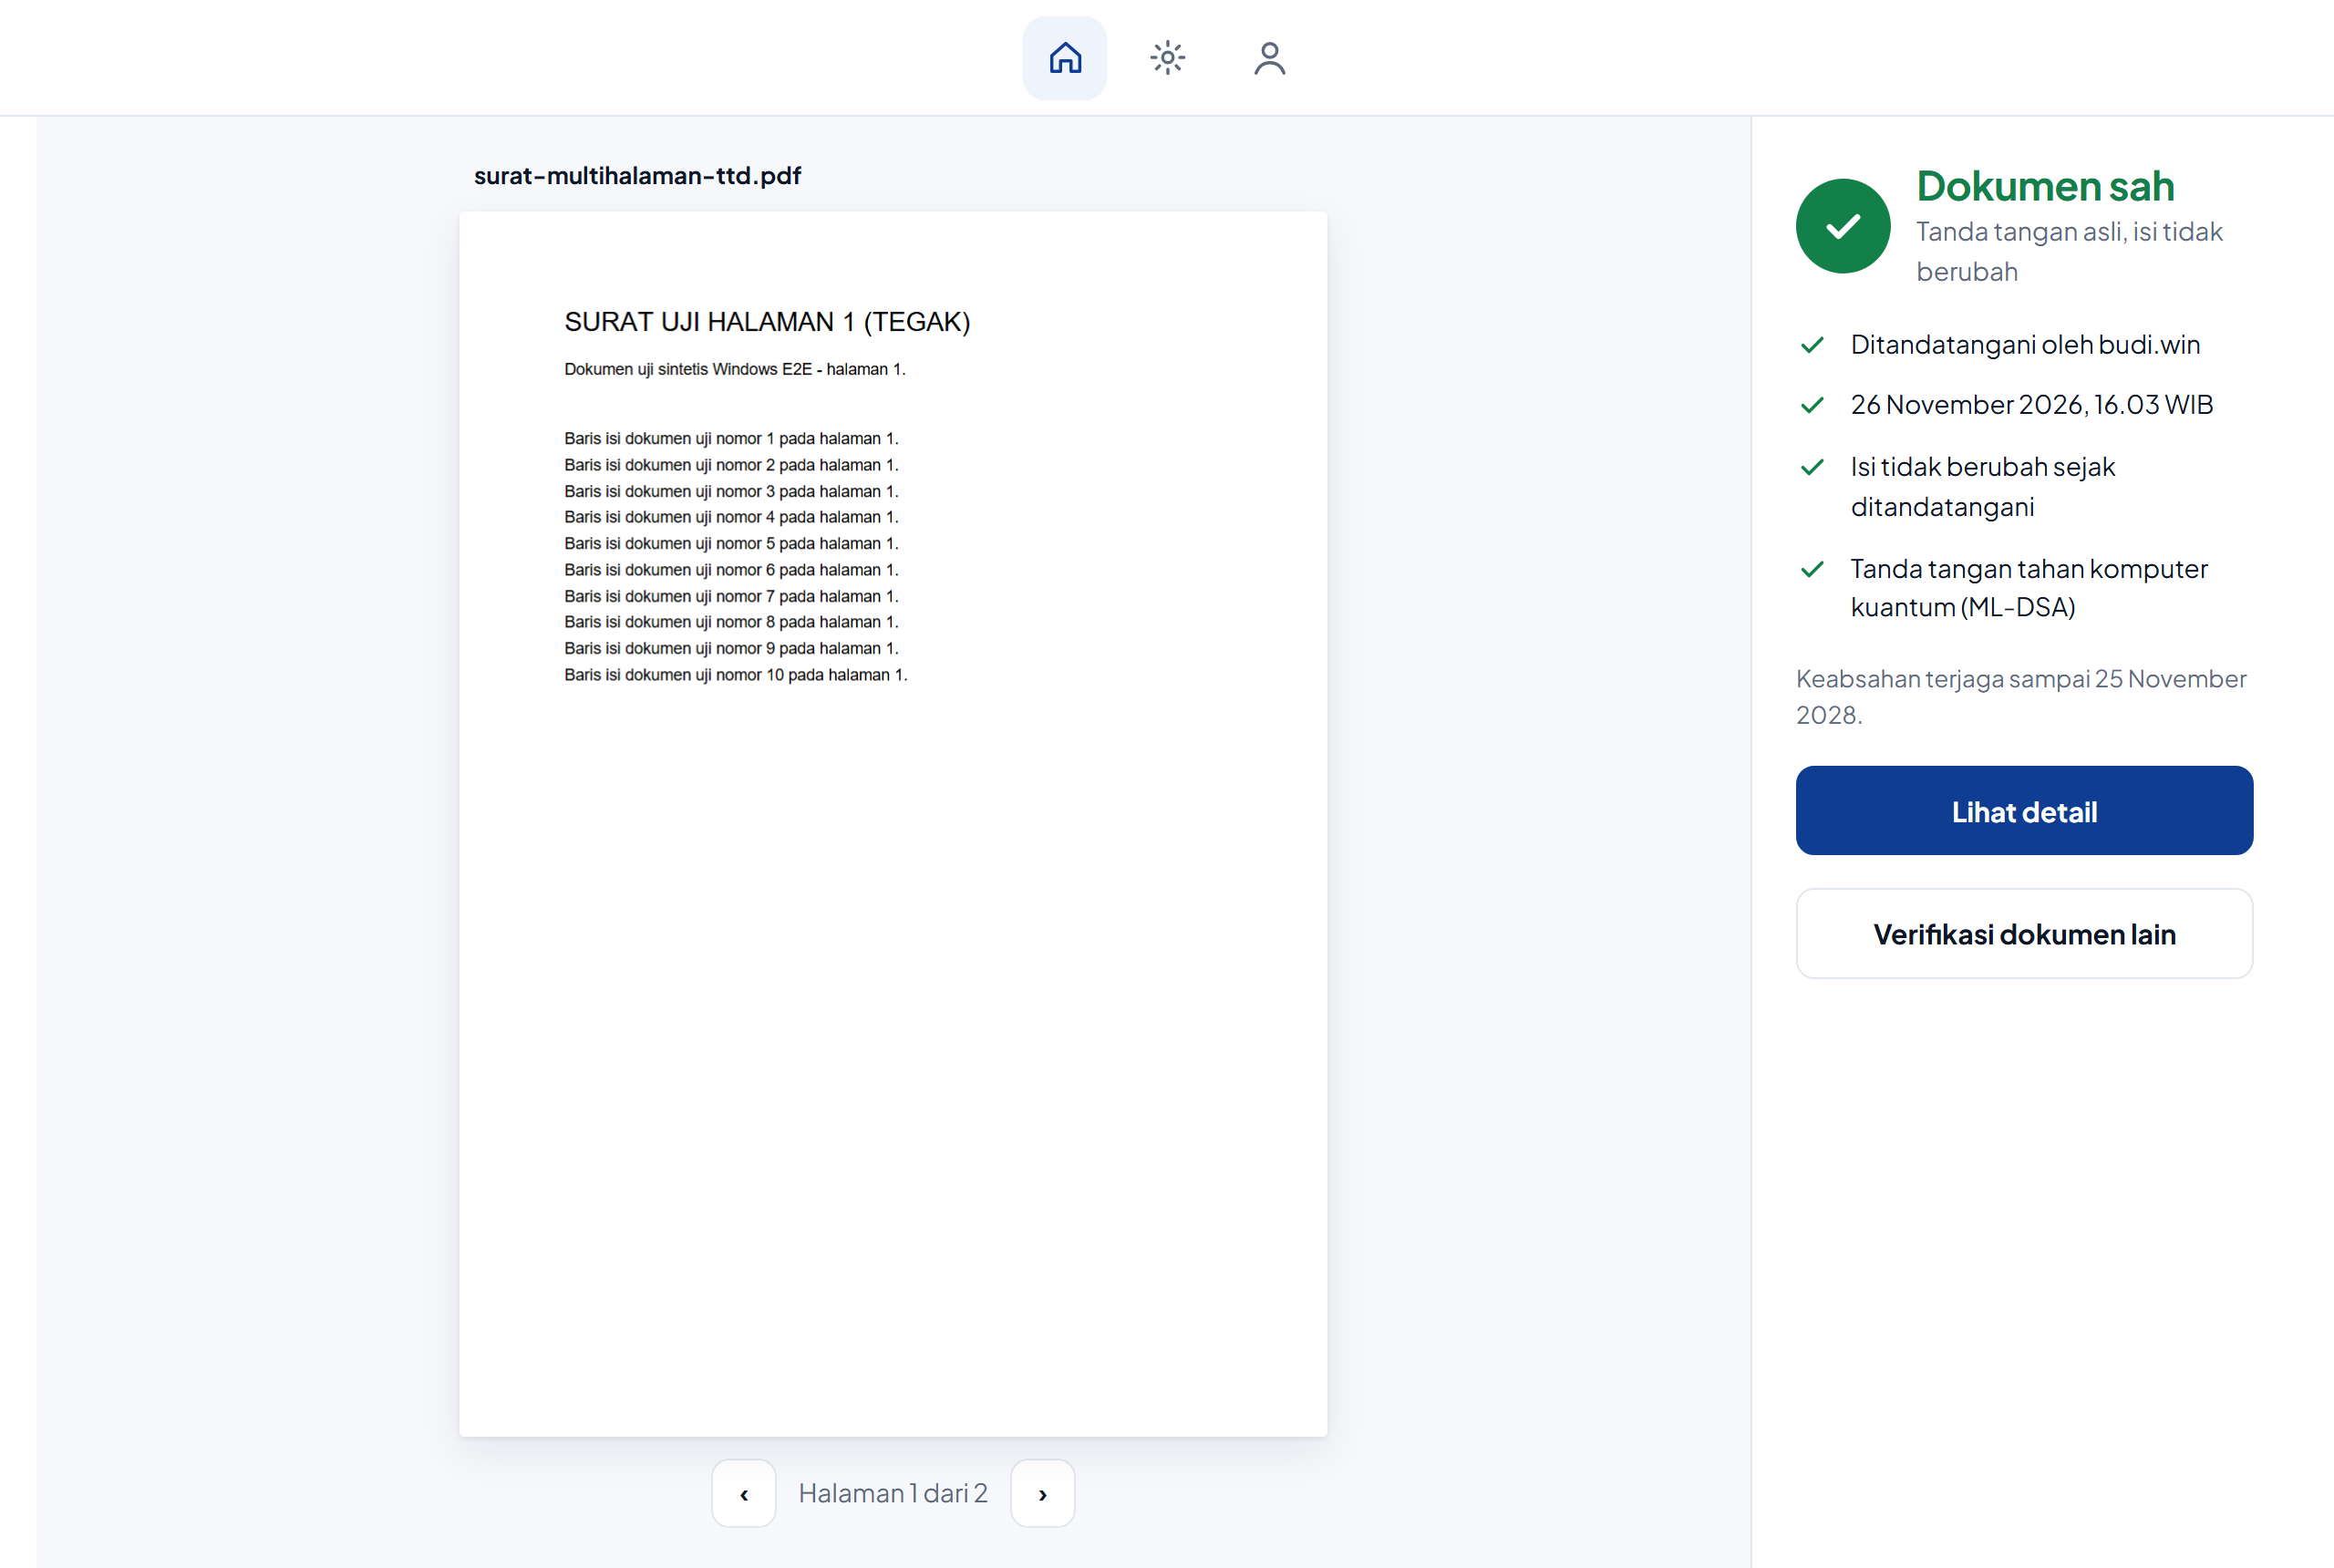 surat-multihalaman-ttd.pdf
SURAT UJI HALAMAN 1 (TEGAK)
Dokumen uji sintetis Windows E2E - halaman 1.
Baris isi dokumen uji nomor 1 pada halaman 1.
Baris isi dokumen uji nomor 2 pada halaman 1.
Baris isi dokumen uji nomor 3 pada halaman 1.
Baris isi dokumen uji nomor 4 pada halaman 1.
Baris isi dokumen uji nomor 5 pada halaman 1.
Baris isi dokumen uji nomor 6 pada halaman 1.
Baris isi dokumen uji nomor 7 pada halaman 1.
Baris isi dokumen uji nomor 8 pada halaman 1.
Baris isi dokumen uji nomor 9 pada halaman 1.
Baris isi dokumen uji nomor 10 pada halaman 1.
‹ Halaman 1 dari 2 ›
Dokumen sah
Tanda tangan asli, isi tidak
berubah
Ditandatangani oleh budi.win
26 November 2026, 16.03 WIB
Isi tidak berubah sejak
ditandatangani
Tanda tangan tahan komputer
kuantum (ML-DSA)
Keabsahan terjaga sampai 25 November
2028.
Lihat detail
Verifikasi dokumen lain